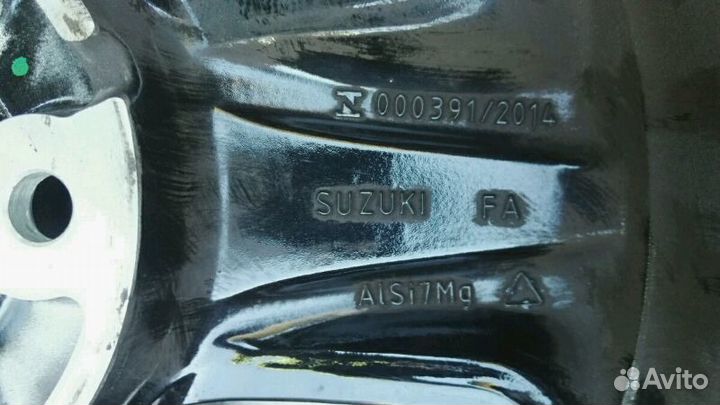 000391/2014
SUZUKI FA
AlSi7Mg
Avito